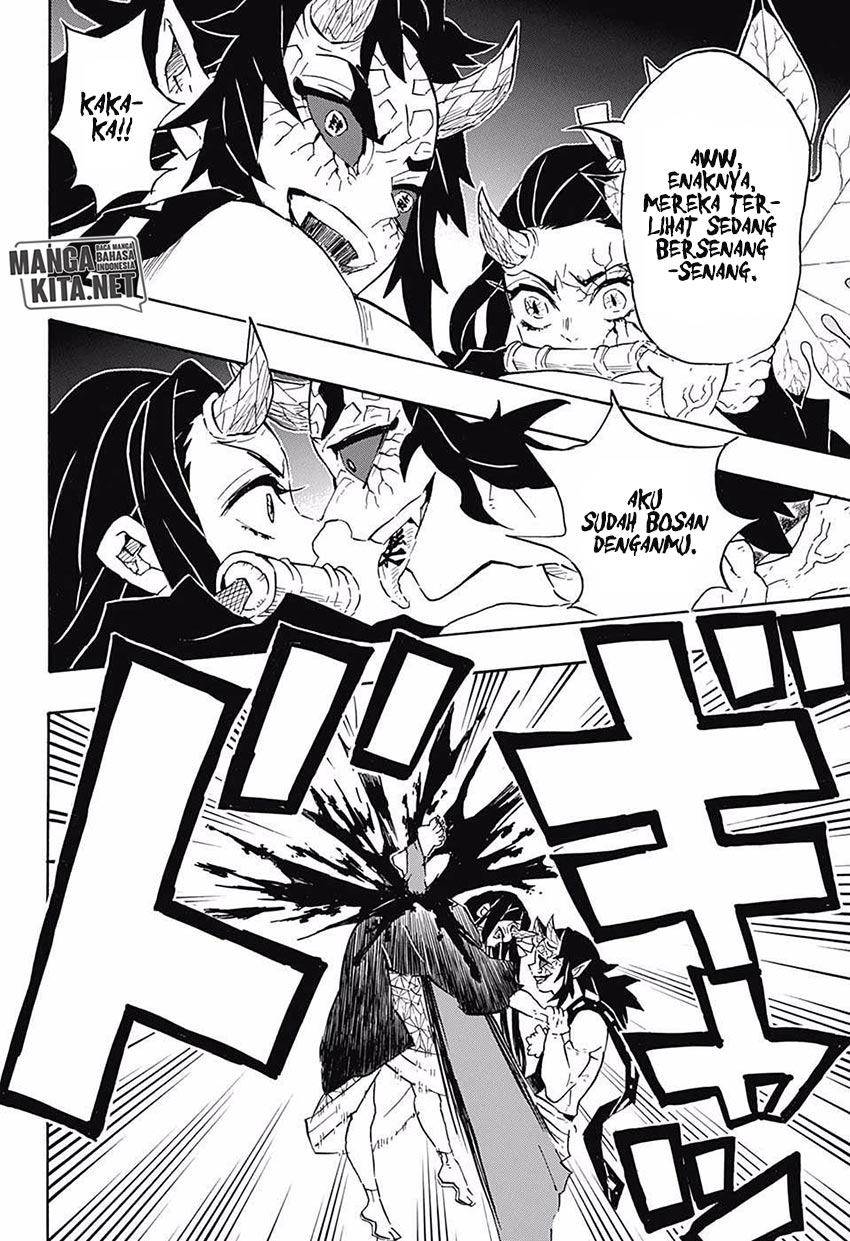 AWW,
ENAKNYA,
MEREKA TER-
LIHAT SEDANG
BERSENANG
-SENANG.
KAKA-
KA!!
MANGA
KITA.NET
BACA MANGA
BAHASA
INDONESIA
AKU
SUDAH BOSAN
DENGANMU.
ギャッ
ド